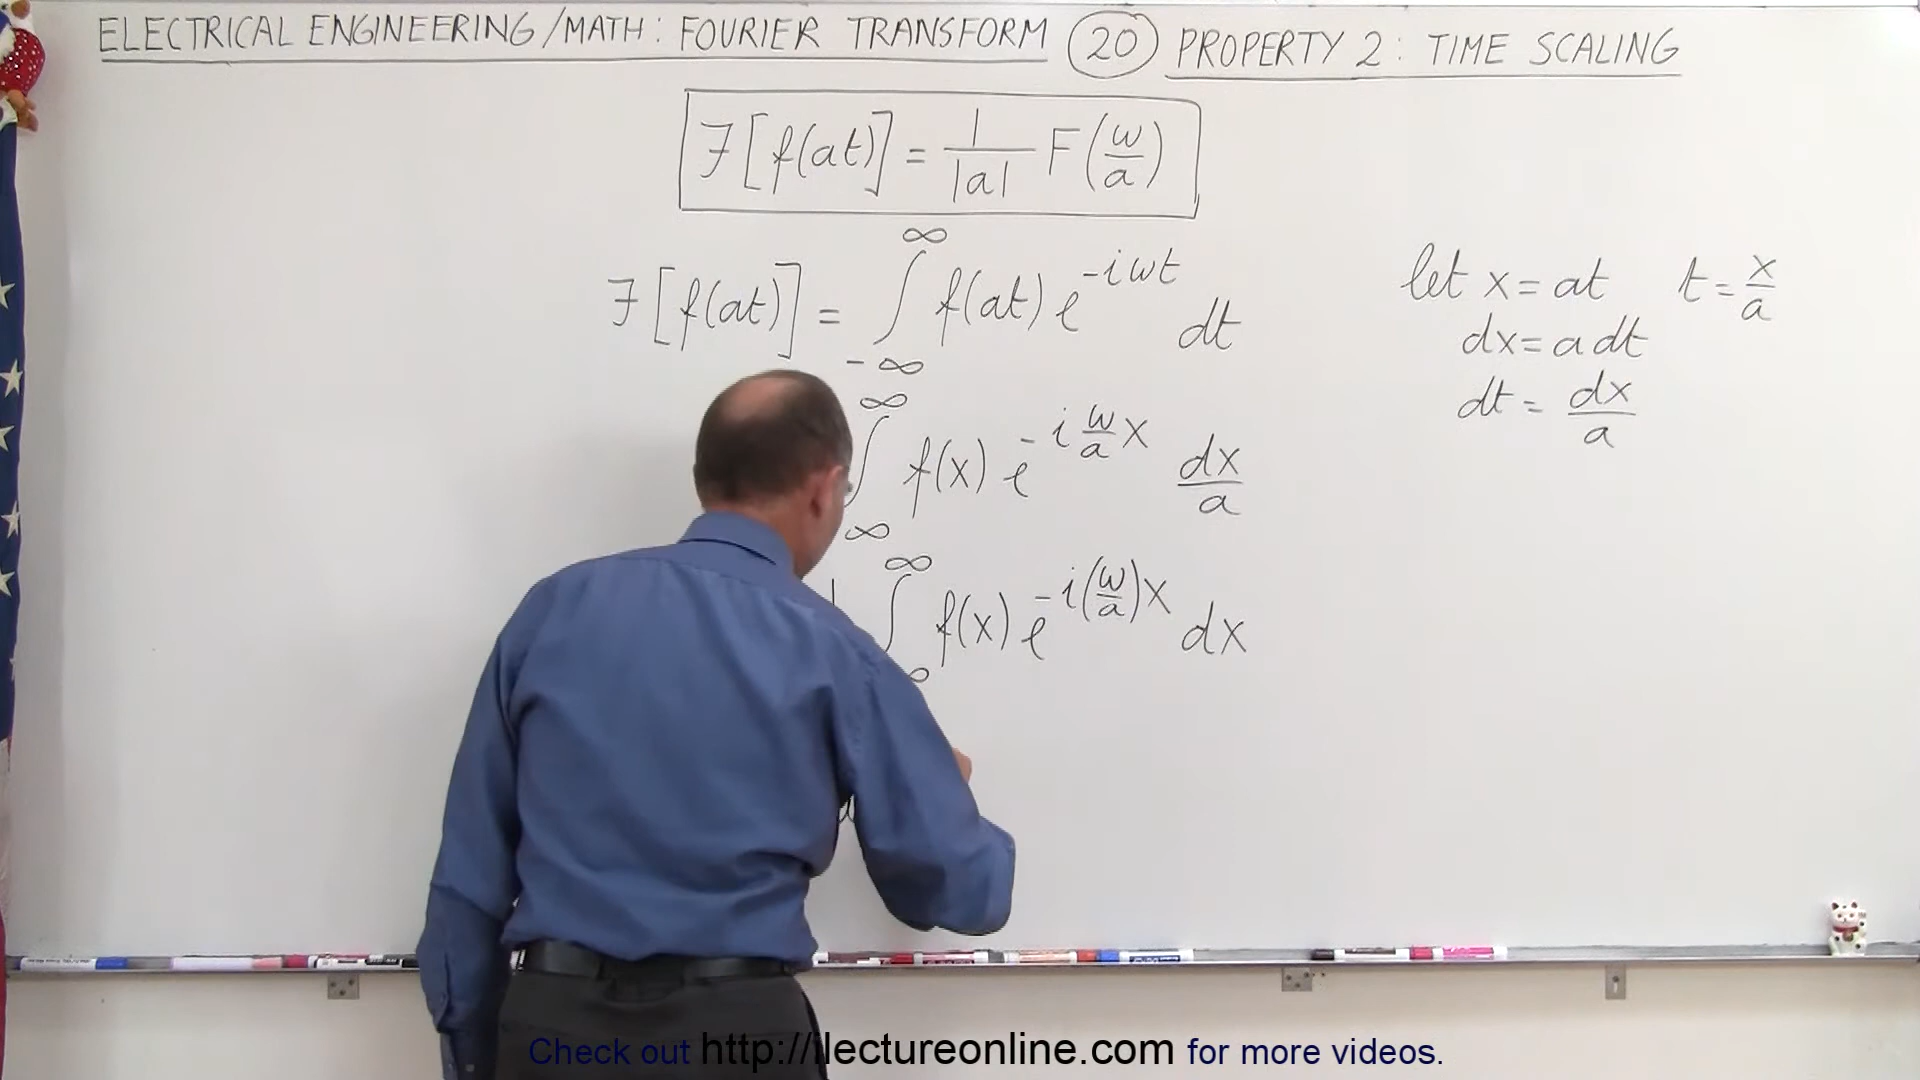 ELECTRICAL ENGINEERING/MATH: FOURIER TRANSFORM 20 PROPERTY 2: TIME SCALING
ℱ[f(at)] = 1/|a| F(ω/a)
ℱ[f(at)] = ∫_{-∞}^{∞} f(at) e^{-iωt} dt
let x = at t = x/a
dx = a dt
dt = dx/a
∫_{∞}^{∞} f(x) e^{-i ω/a x} dx/a
∫_{∞}^{∞} f(x) e^{-i(ω/a)x} dx
Check out http://ilectureonline.com for more videos.